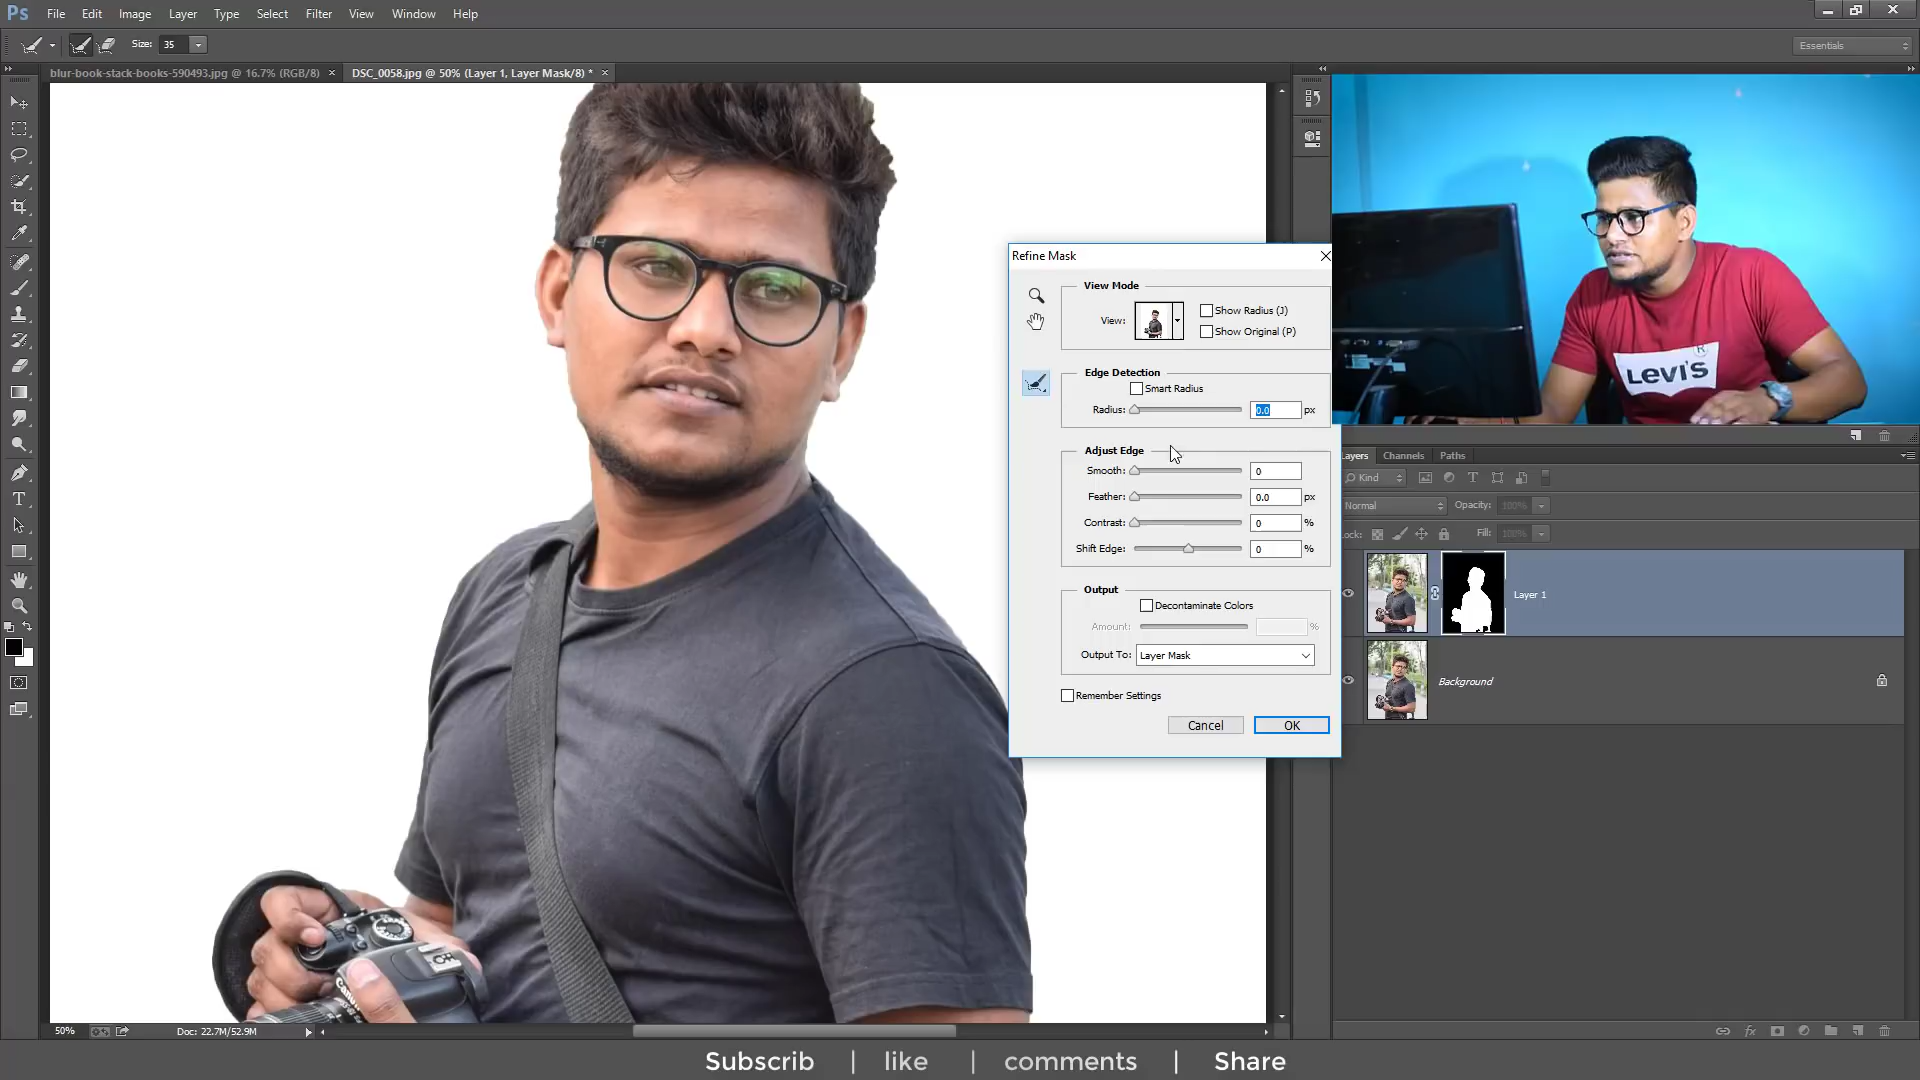 Ps File Edit Image Layer Type Select Filter View Window Help
Size: 35 Essentials
blur-book-stack-books-590493.jpg @ 16.7% (RGB/8) × DSC_0058.jpg @ 50% (Layer 1, Layer Mask/8) * ×
Refine Mask
View Mode
View:
Show Radius (J)
Show Original (P)
Edge Detection
Smart Radius
Radius: 0.0 px
Adjust Edge
Smooth: 0
Feather: 0.0 px
Contrast: 0 %
Shift Edge: 0 %
Output
Decontaminate Colors
Amount: %
Output To: Layer Mask
Remember Settings
Cancel OK
LEVI'S
R
Layers Channels Paths
Kind
Normal Opacity: 100%
Lock: Fill: 100%
Layer 1
Background
Canon
50% Doc: 22.7M/52.9M
Subscrib | like | comments | Share